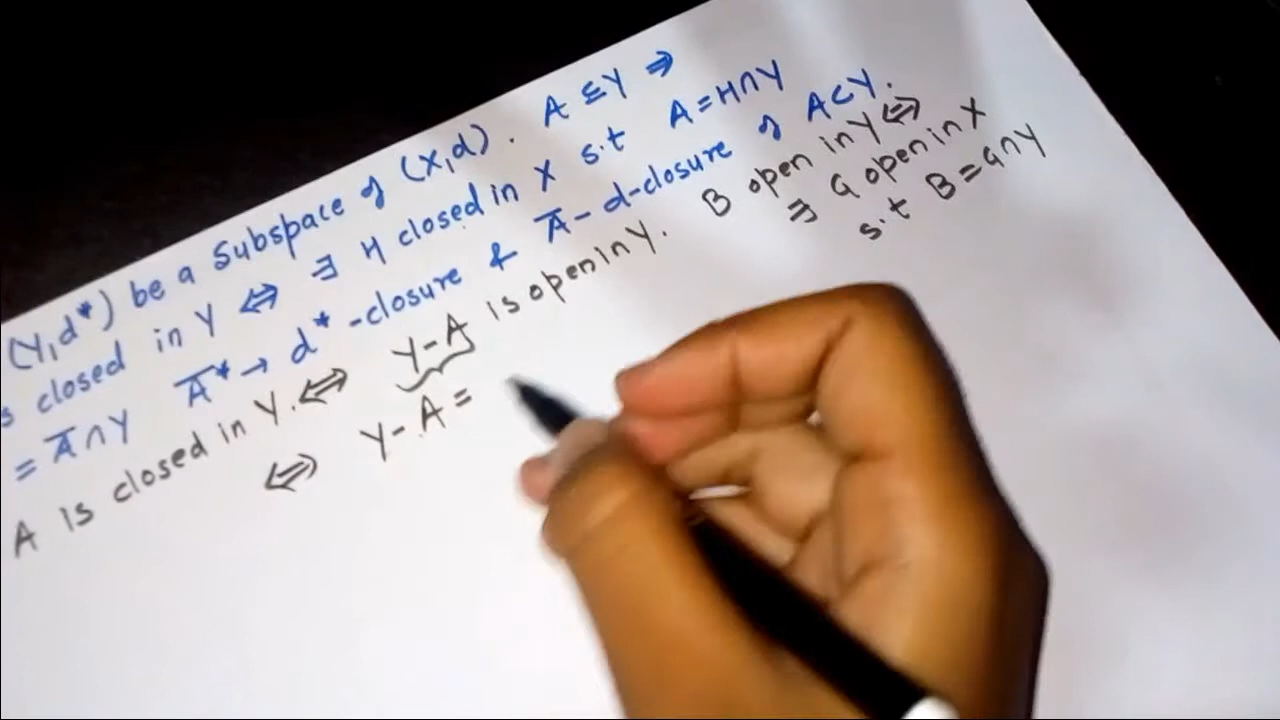 (Y,d*) be a Subspace of (X,d). A ⊆ Y ⇒
s closed in Y ⇔ ∃ H closed in X s.t A = H∩Y
= A̅∩Y A̅* → d* -closure & A̅ - d-closure of A⊂Y.
A is closed in Y. ⇔ Y-A is open in Y. B open in Y ⇔
∃ G open in X
s.t B = G∩Y
⇔ Y-A =